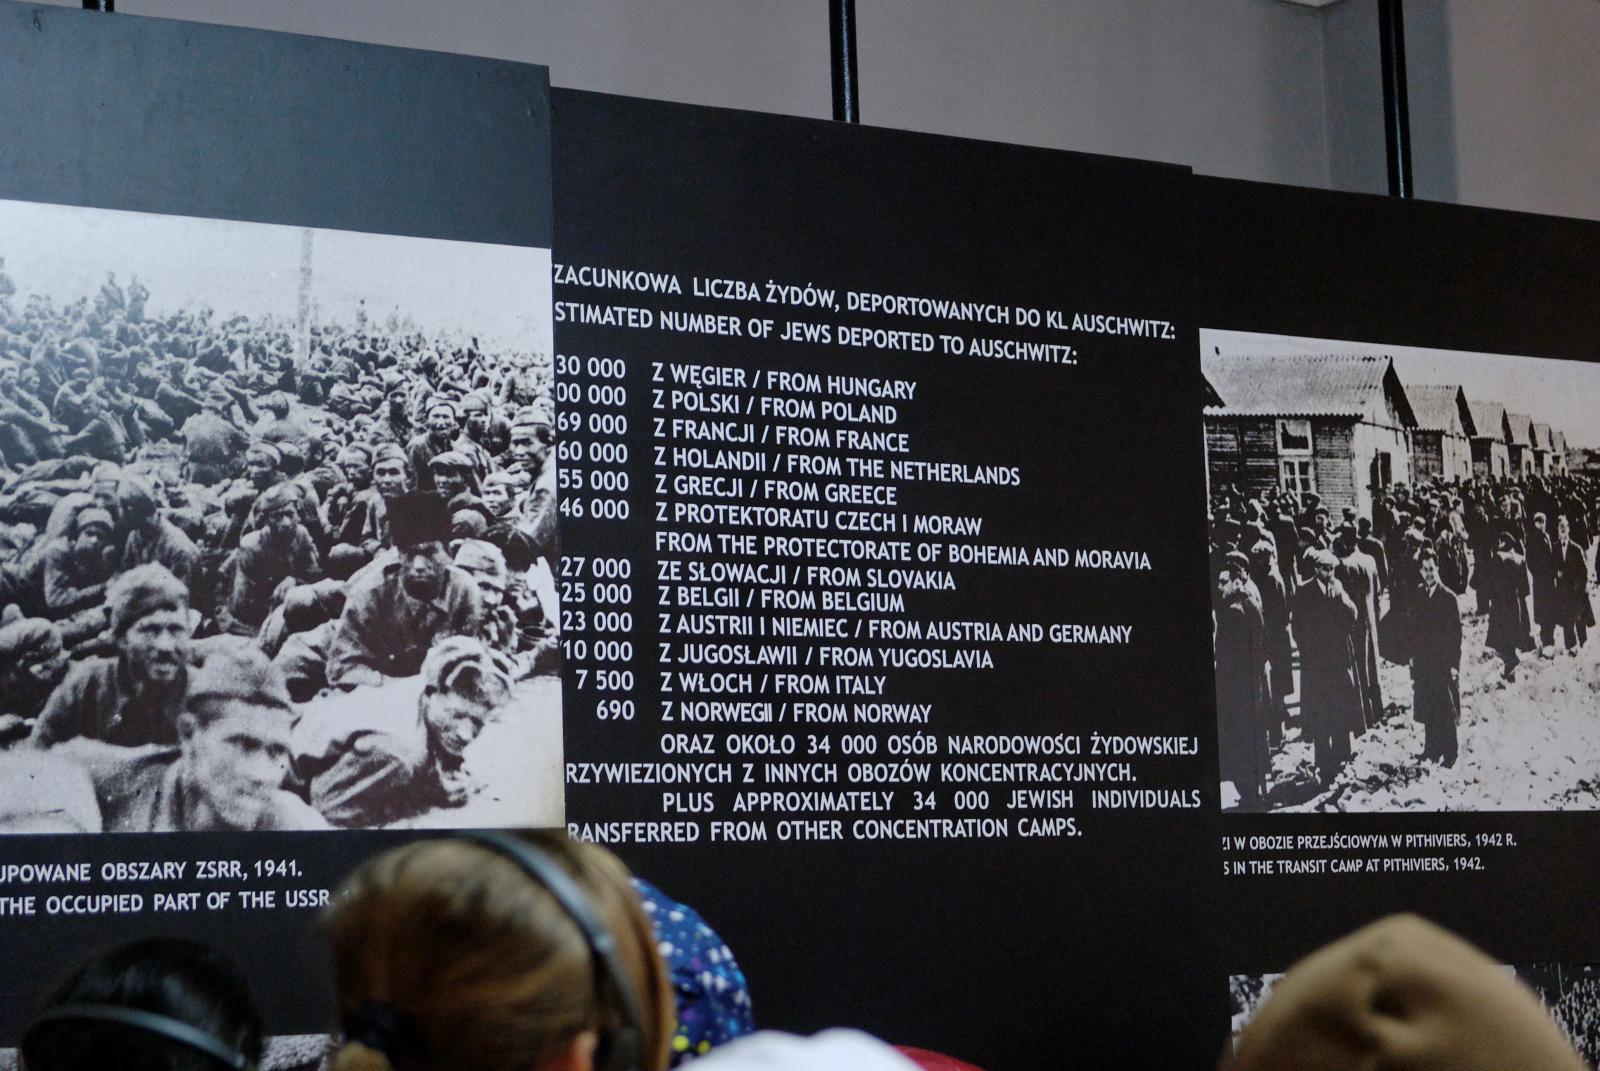 ZACUNKOWA LICZBA ŻYDÓW, DEPORTOWANYCH DO KL AUSCHWITZ:
STIMATED NUMBER OF JEWS DEPORTED TO AUSCHWITZ:
30 000 Z WĘGIER / FROM HUNGARY
00 000 Z POLSKI / FROM POLAND
69 000 Z FRANCJI / FROM FRANCE
60 000 Z HOLANDII / FROM THE NETHERLANDS
55 000 Z GRECJI / FROM GREECE
46 000 Z PROTEKTORATU CZECH I MORAW
FROM THE PROTECTORATE OF BOHEMIA AND MORAVIA
27 000 ZE SŁOWACJI / FROM SLOVAKIA
25 000 Z BELGII / FROM BELGIUM
23 000 Z AUSTRII I NIEMIEC / FROM AUSTRIA AND GERMANY
10 000 Z JUGOSŁAWII / FROM YUGOSLAVIA
7 500 Z WŁOCH / FROM ITALY
690 Z NORWEGII / FROM NORWAY
ORAZ OKOŁO 34 000 OSÓB NARODOWOŚCI ŻYDOWSKIEJ
RZYWIEZIONYCH Z INNYCH OBOZÓW KONCENTRACYJNYCH.
PLUS APPROXIMATELY 34 000 JEWISH INDIVIDUALS
RANSFERRED FROM OTHER CONCENTRATION CAMPS.
UPOWANE OBSZARY ZSRR, 1941.
THE OCCUPIED PART OF THE USSR
ZI W OBOZIE PRZEJŚCIOWYM W PITHIVIERS, 1942 R.
S IN THE TRANSIT CAMP AT PITHIVIERS, 1942.